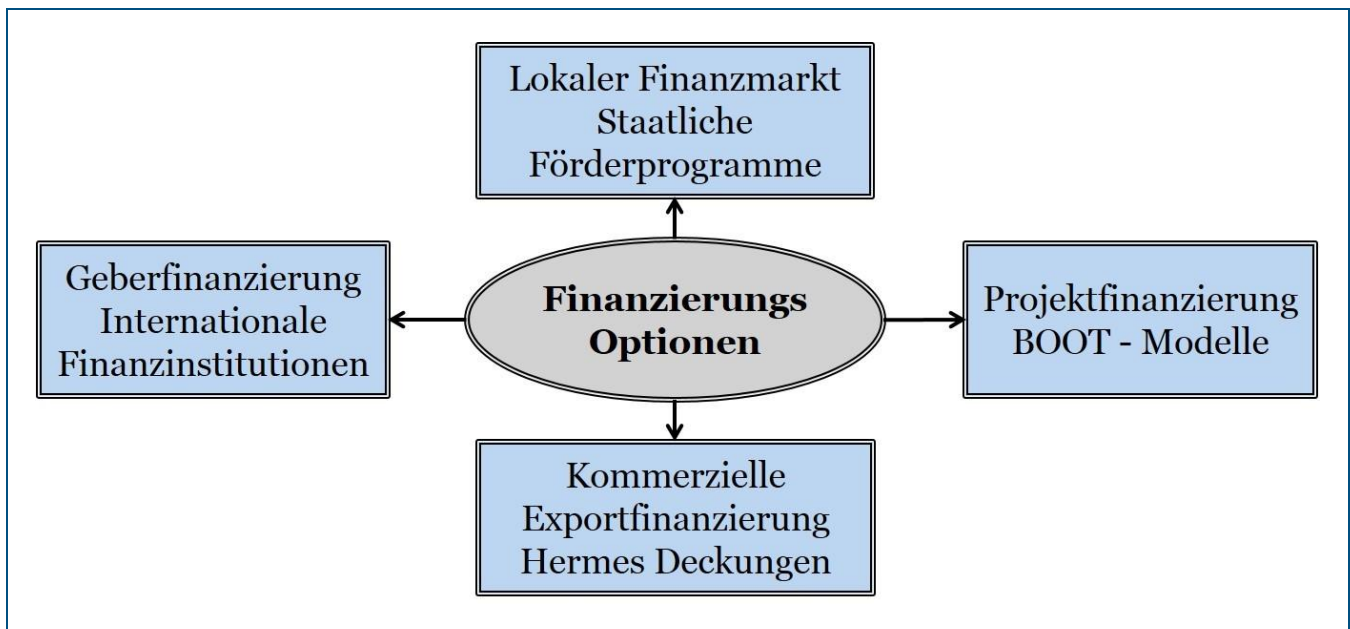 Lokaler Finanzmarkt
Staatliche
Förderprogramme
Geberfinanzierung
Internationale
Finanzinstitutionen
Finanzierungs
Optionen
Projektfinanzierung
BOOT - Modelle
Kommerzielle
Exportfinanzierung
Hermes Deckungen